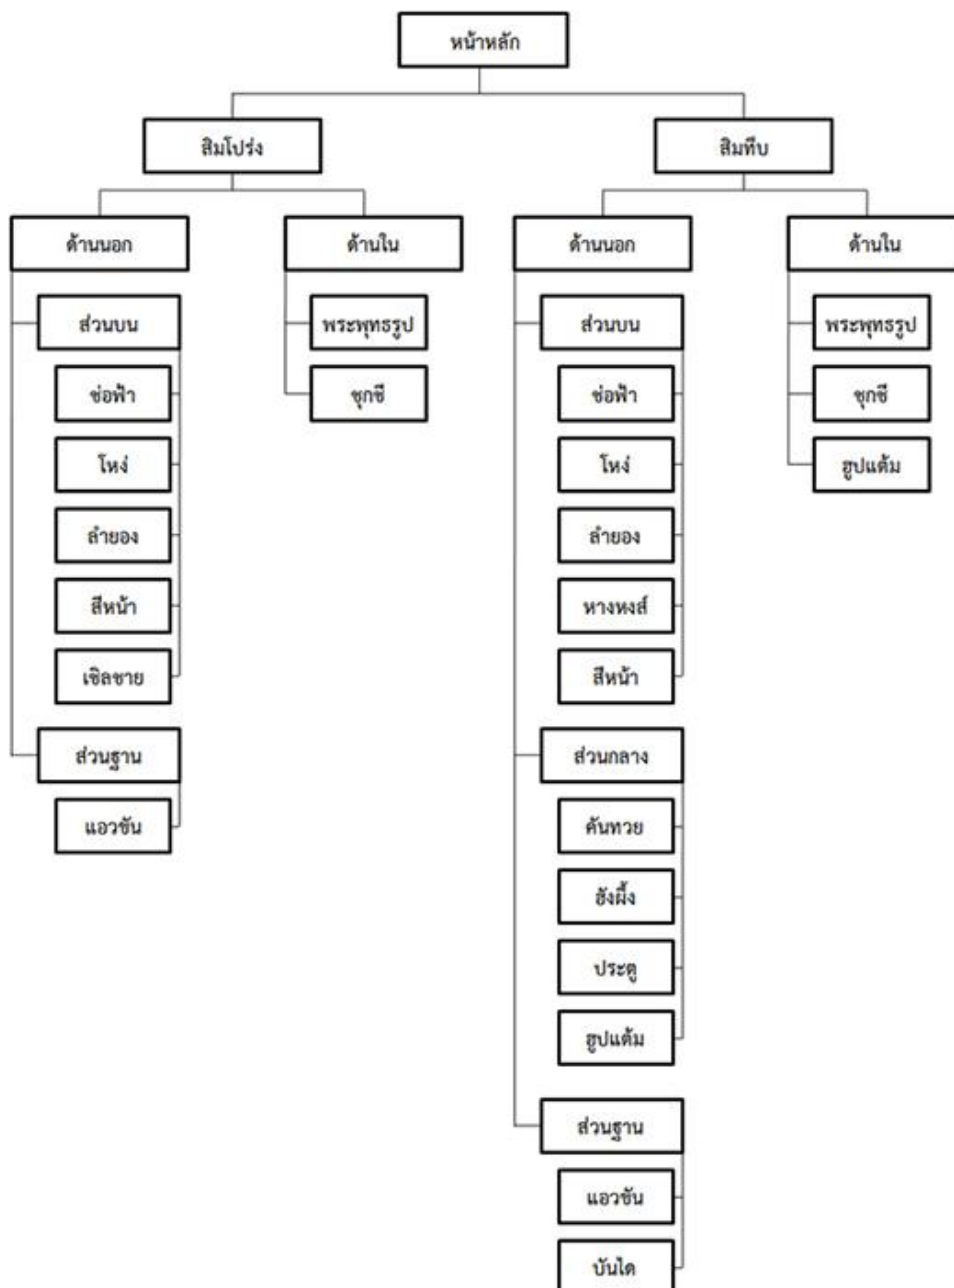 หน้าหลัก
สิมโปร่ง
สิมทึบ
ด้านนอก
ด้านใน
ด้านนอก
ด้านใน
ส่วนบน
พระพุทธรูป
ส่วนบน
พระพุทธรูป
ช่อฟ้า
ชุกชี
ช่อฟ้า
ชุกชี
โหง่
โหง่
ฮูปแต้ม
ลำยอง
ลำยอง
สีหน้า
หางหงส์
เชิลชาย
สีหน้า
ส่วนฐาน
ส่วนกลาง
แอวขัน
คันทวย
ฮังผึ้ง
ประตู
ฮูปแต้ม
ส่วนฐาน
แอวขัน
บันได